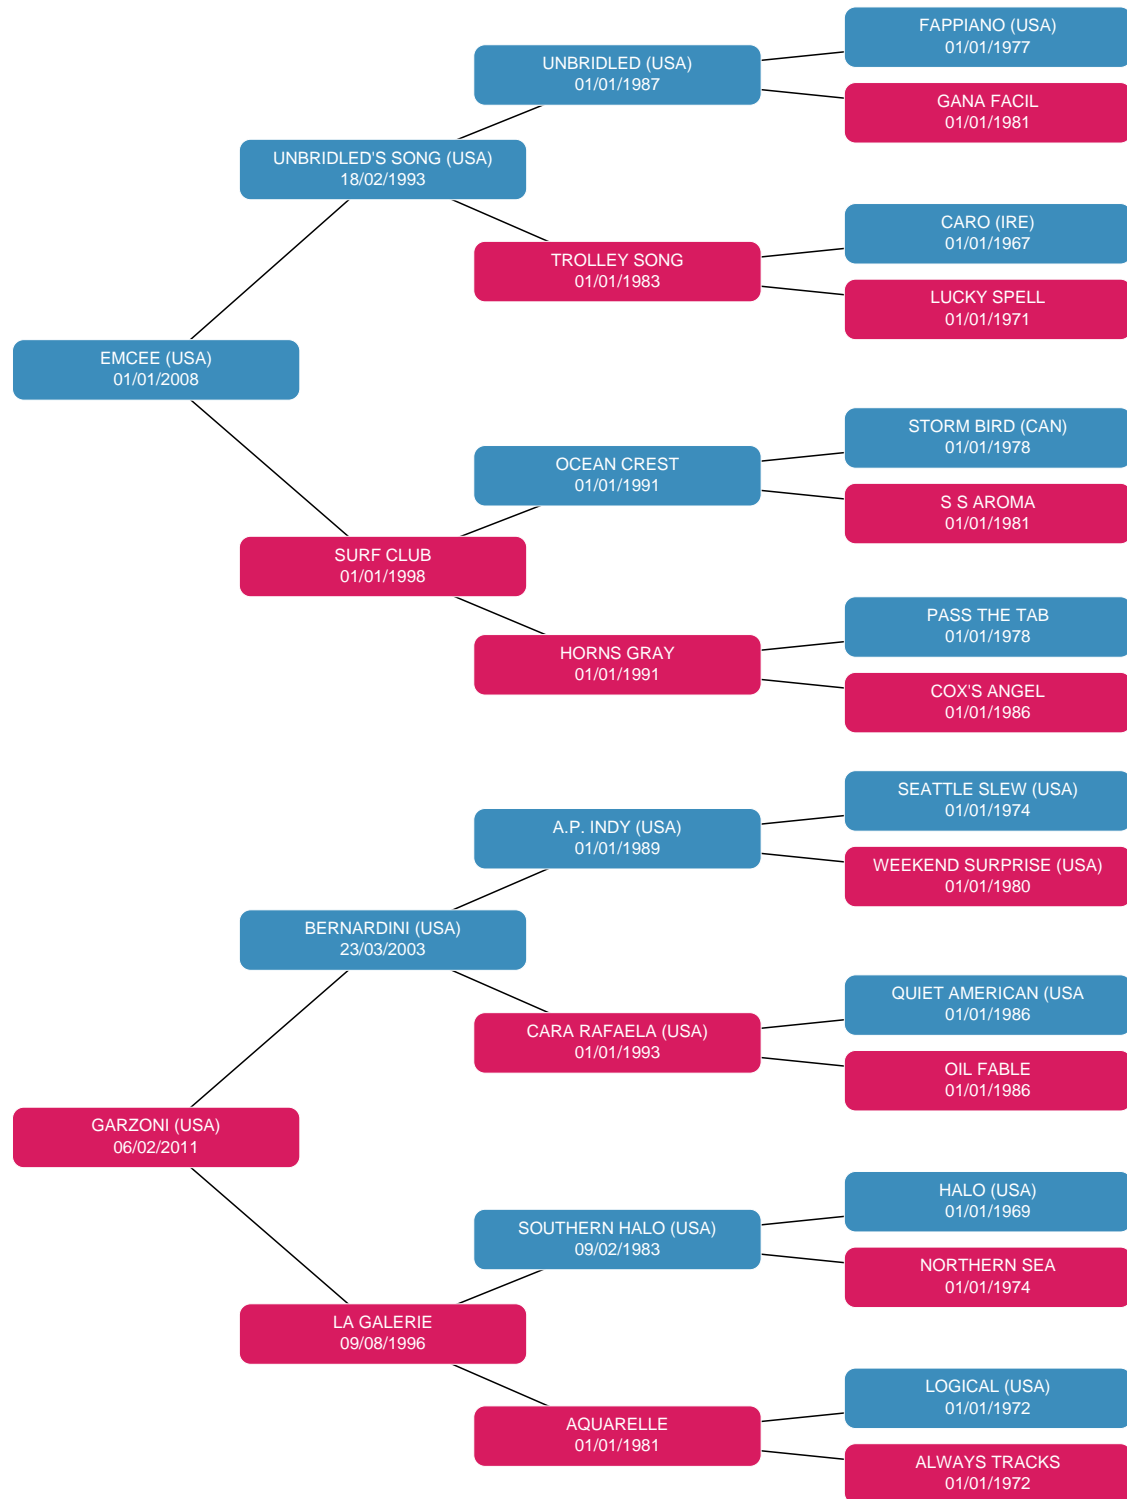 FAPPIANO (USA)
01/01/1977
UNBRIDLED (USA)
01/01/1987
GANA FACIL
01/01/1981
UNBRIDLED'S SONG (USA)
18/02/1993
CARO (IRE)
01/01/1967
TROLLEY SONG
01/01/1983
LUCKY SPELL
01/01/1971
EMCEE (USA)
01/01/2008
STORM BIRD (CAN)
01/01/1978
OCEAN CREST
01/01/1991
S S AROMA
01/01/1981
SURF CLUB
01/01/1998
PASS THE TAB
01/01/1978
HORNS GRAY
01/01/1991
COX'S ANGEL
01/01/1986
SEATTLE SLEW (USA)
01/01/1974
A.P. INDY (USA)
01/01/1989
WEEKEND SURPRISE (USA)
01/01/1980
BERNARDINI (USA)
23/03/2003
QUIET AMERICAN (USA
01/01/1986
CARA RAFAELA (USA)
01/01/1993
OIL FABLE
01/01/1986
GARZONI (USA)
06/02/2011
HALO (USA)
01/01/1969
SOUTHERN HALO (USA)
09/02/1983
NORTHERN SEA
01/01/1974
LA GALERIE
09/08/1996
LOGICAL (USA)
01/01/1972
AQUARELLE
01/01/1981
ALWAYS TRACKS
01/01/1972